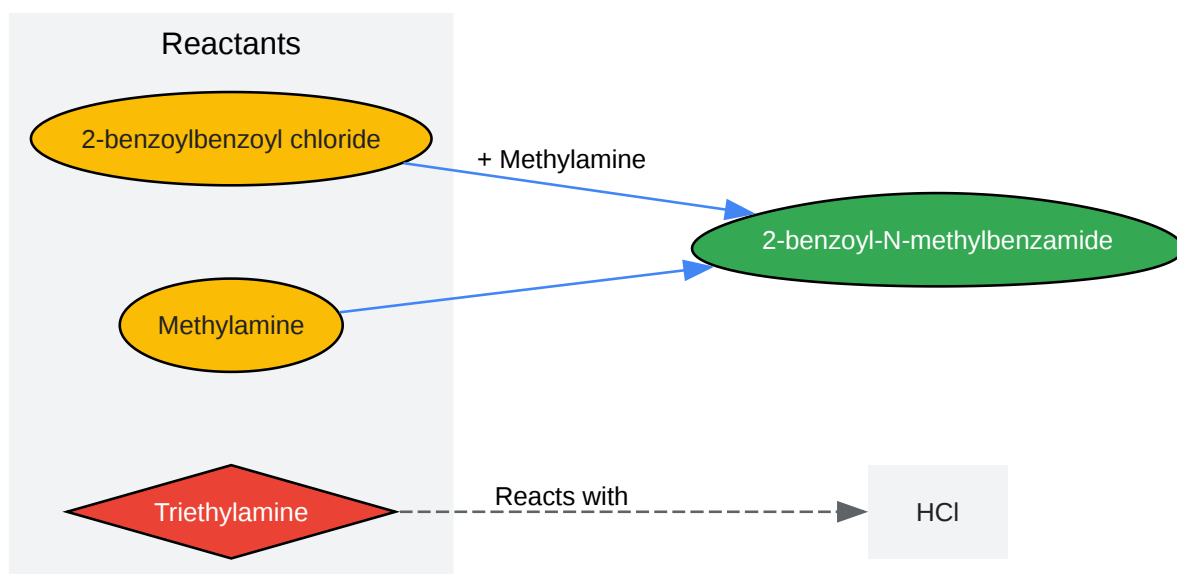 Reactants
2-benzoylbenzoyl chloride
+ Methylamine
2-benzoyl-N-methylbenzamide
Methylamine
Triethylamine
Reacts with
HCl